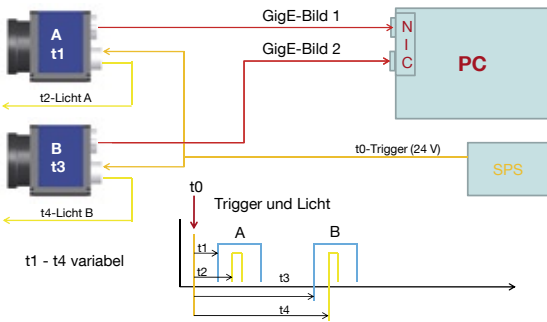 A
t1
GigE-Bild 1
N
I
C
PC
GigE-Bild 2
t2-Licht A
B
t3
t0-Trigger (24 V)
SPS
t4-Licht B
t0
Trigger und Licht
t1 - t4 variabel
A
B
t1
t2
t3
t4